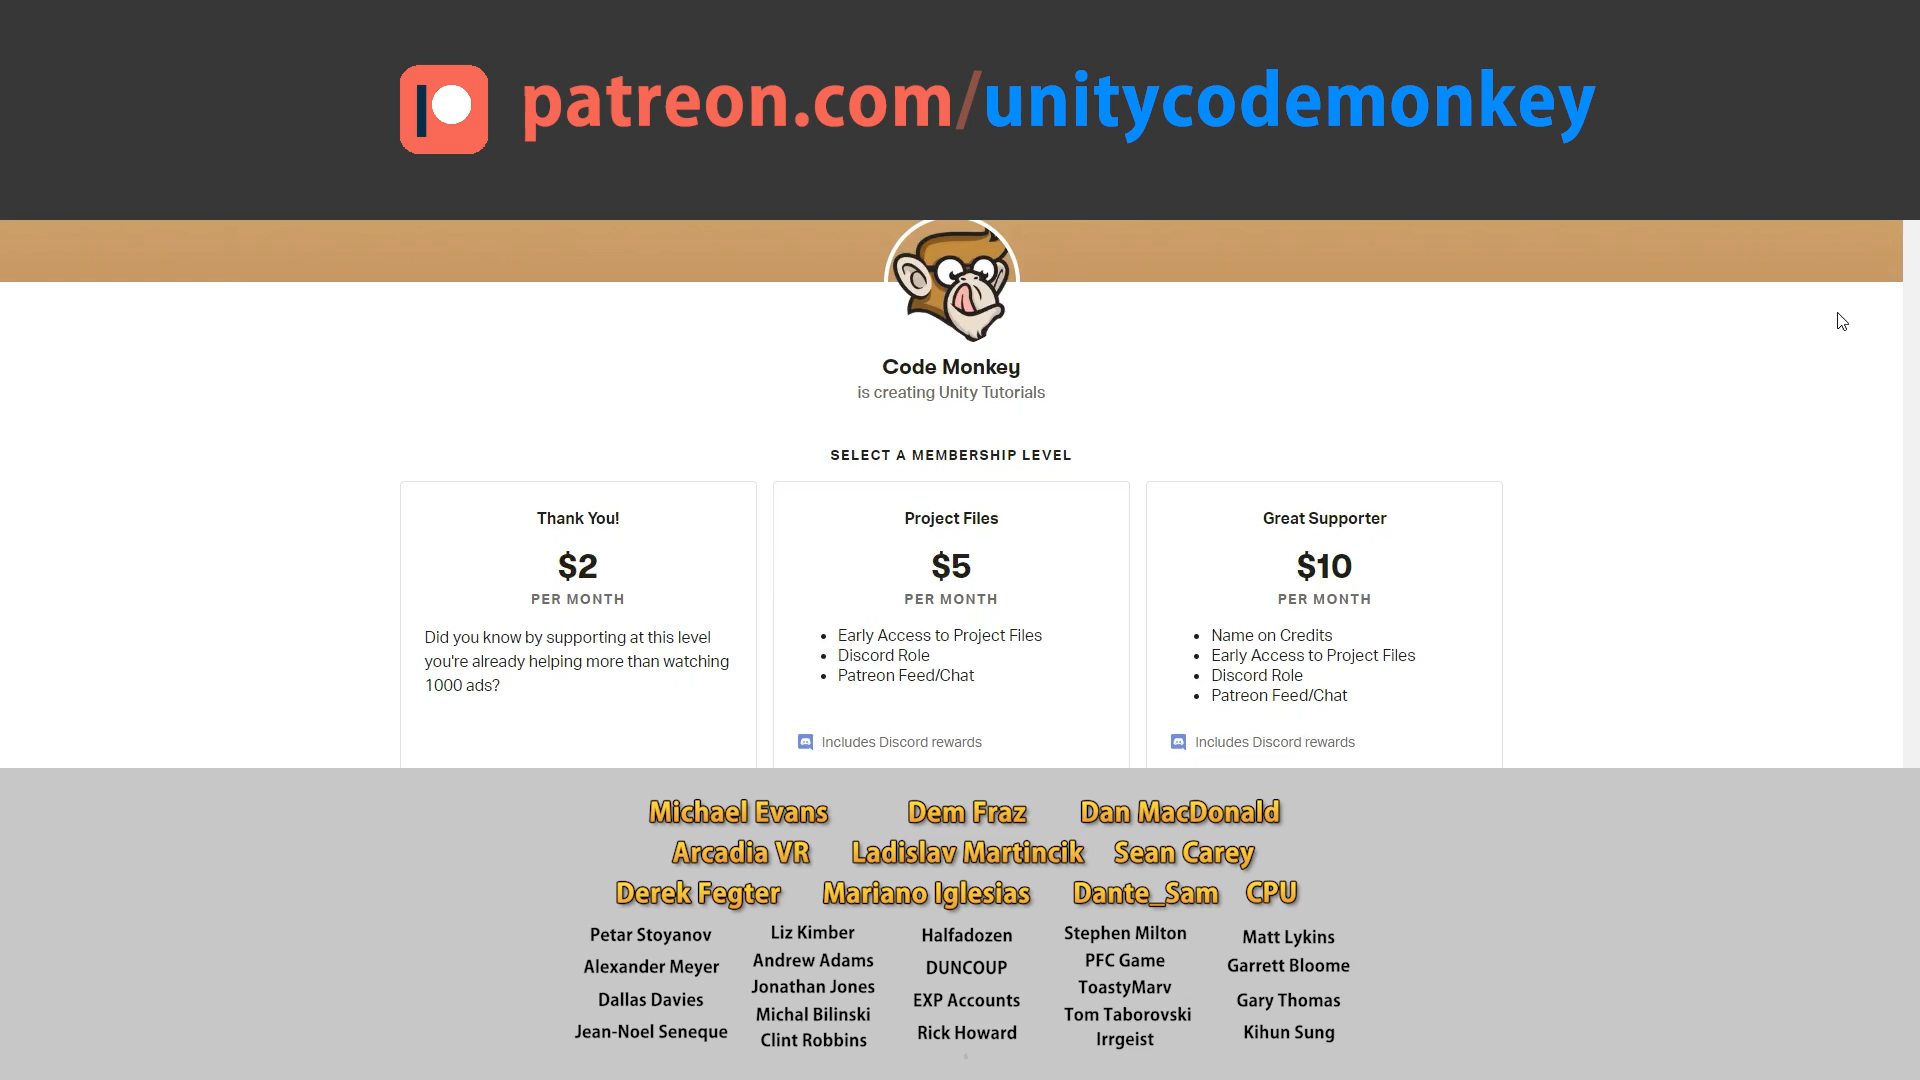 patreon.com/unitycodemonkey
Code Monkey
is creating Unity Tutorials
SELECT A MEMBERSHIP LEVEL
Thank You!
$2
PER MONTH
Did you know by supporting at this level
you're already helping more than watching
1000 ads?
Project Files
$5
PER MONTH
• Early Access to Project Files
• Discord Role
• Patreon Feed/Chat
Includes Discord rewards
Great Supporter
$10
PER MONTH
• Name on Credits
• Early Access to Project Files
• Discord Role
• Patreon Feed/Chat
Includes Discord rewards
Michael Evans Dem Fraz Dan MacDonald
Arcadia VR Ladislav Martincik Sean Carey
Derek Fegter Mariano Iglesias Dante_Sam CPU
Petar Stoyanov
Alexander Meyer
Dallas Davies
Jean-Noel Seneque
Liz Kimber
Andrew Adams
Jonathan Jones
Michal Bilinski
Clint Robbins
Halfadozen
DUNCOUP
EXP Accounts
Rick Howard
Stephen Milton
PFC Game
ToastyMarv
Tom Taborovski
Irrgeist
Matt Lykins
Garrett Bloome
Gary Thomas
Kihun Sung